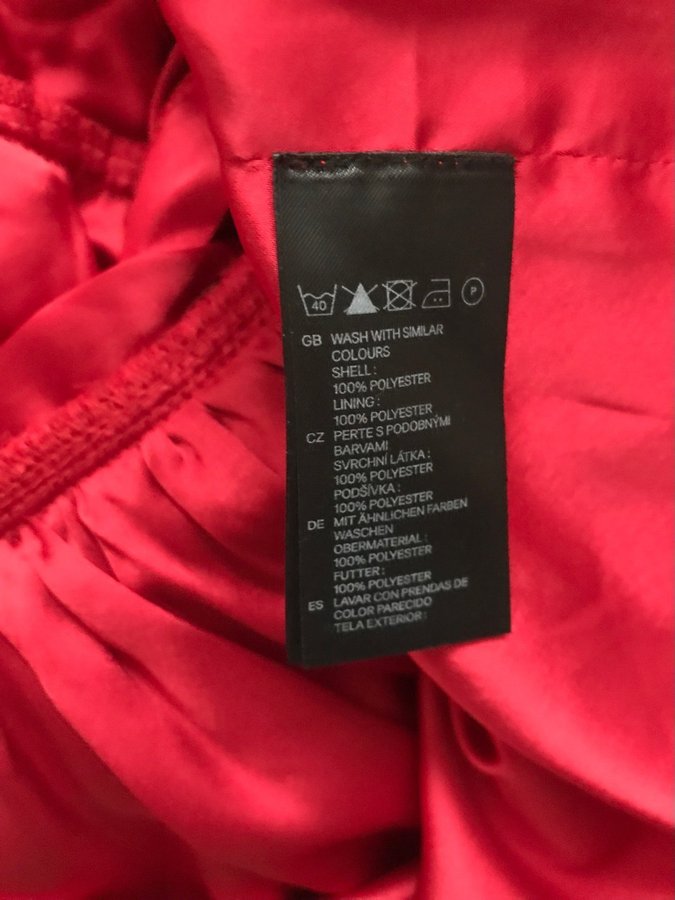 40 P
GB WASH WITH SIMILAR
COLOURS
SHELL :
100% POLYESTER
LINING :
100% POLYESTER
CZ PERTE S PODOBNÝMI
BARVAMI
SVRCHNÍ LÁTKA :
100% POLYESTER
PODŠÍVKA :
100% POLYESTER
DE MIT ÄHNLICHEN FARBEN
WASCHEN
OBERMATERIAL :
100% POLYESTER
FUTTER :
100% POLYESTER
ES LAVAR CON PRENDAS DE
COLOR PARECIDO
TELA EXTERIOR :